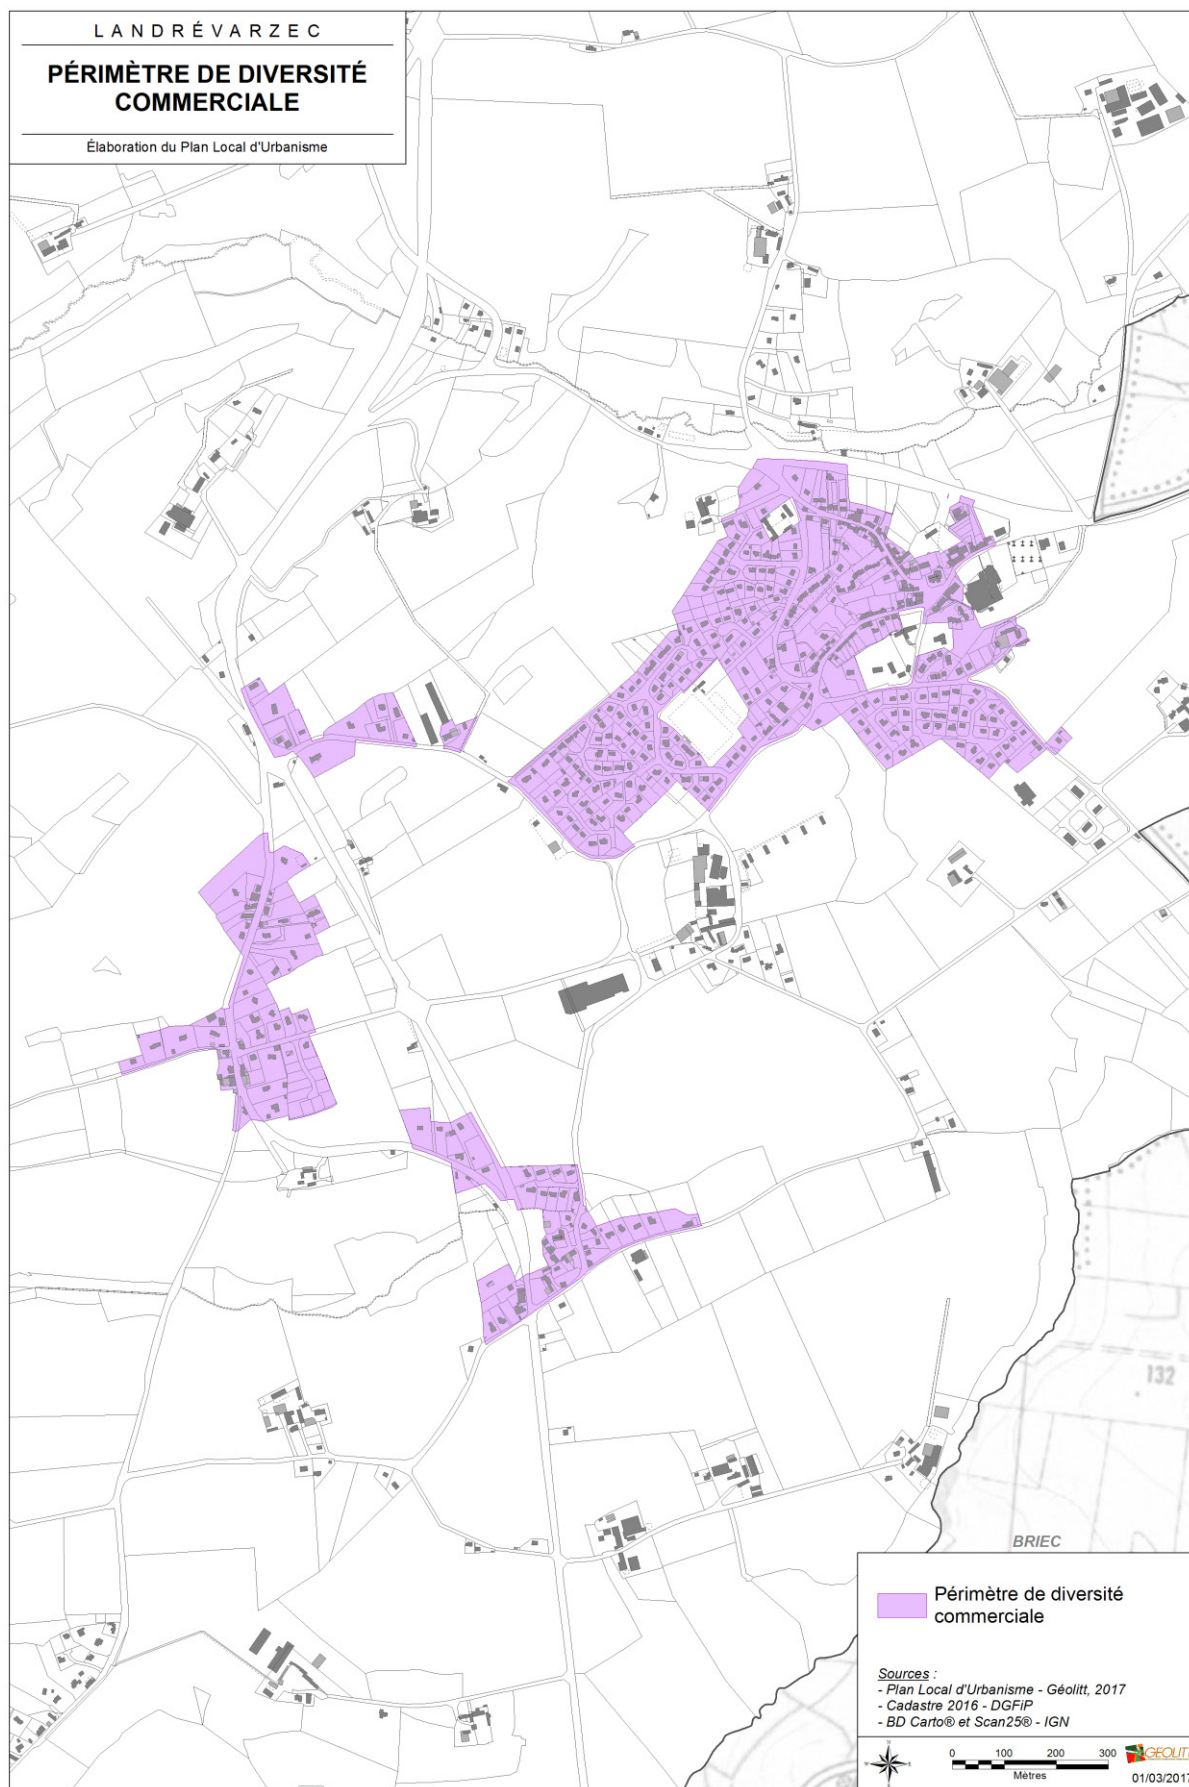 LANDRÉVARZEC
PÉRIMÈTRE DE DIVERSITÉ
COMMERCIALE
Élaboration du Plan Local d'Urbanisme
132
BRIEC
Périmètre de diversité
commerciale
Sources :
- Plan Local d'Urbanisme - Géolitt, 2017
- Cadastre 2016 - DGFiP
- BD Carto® et Scan25® - IGN
0 100 200 300
Mètres
GEOLIT
01/03/2017